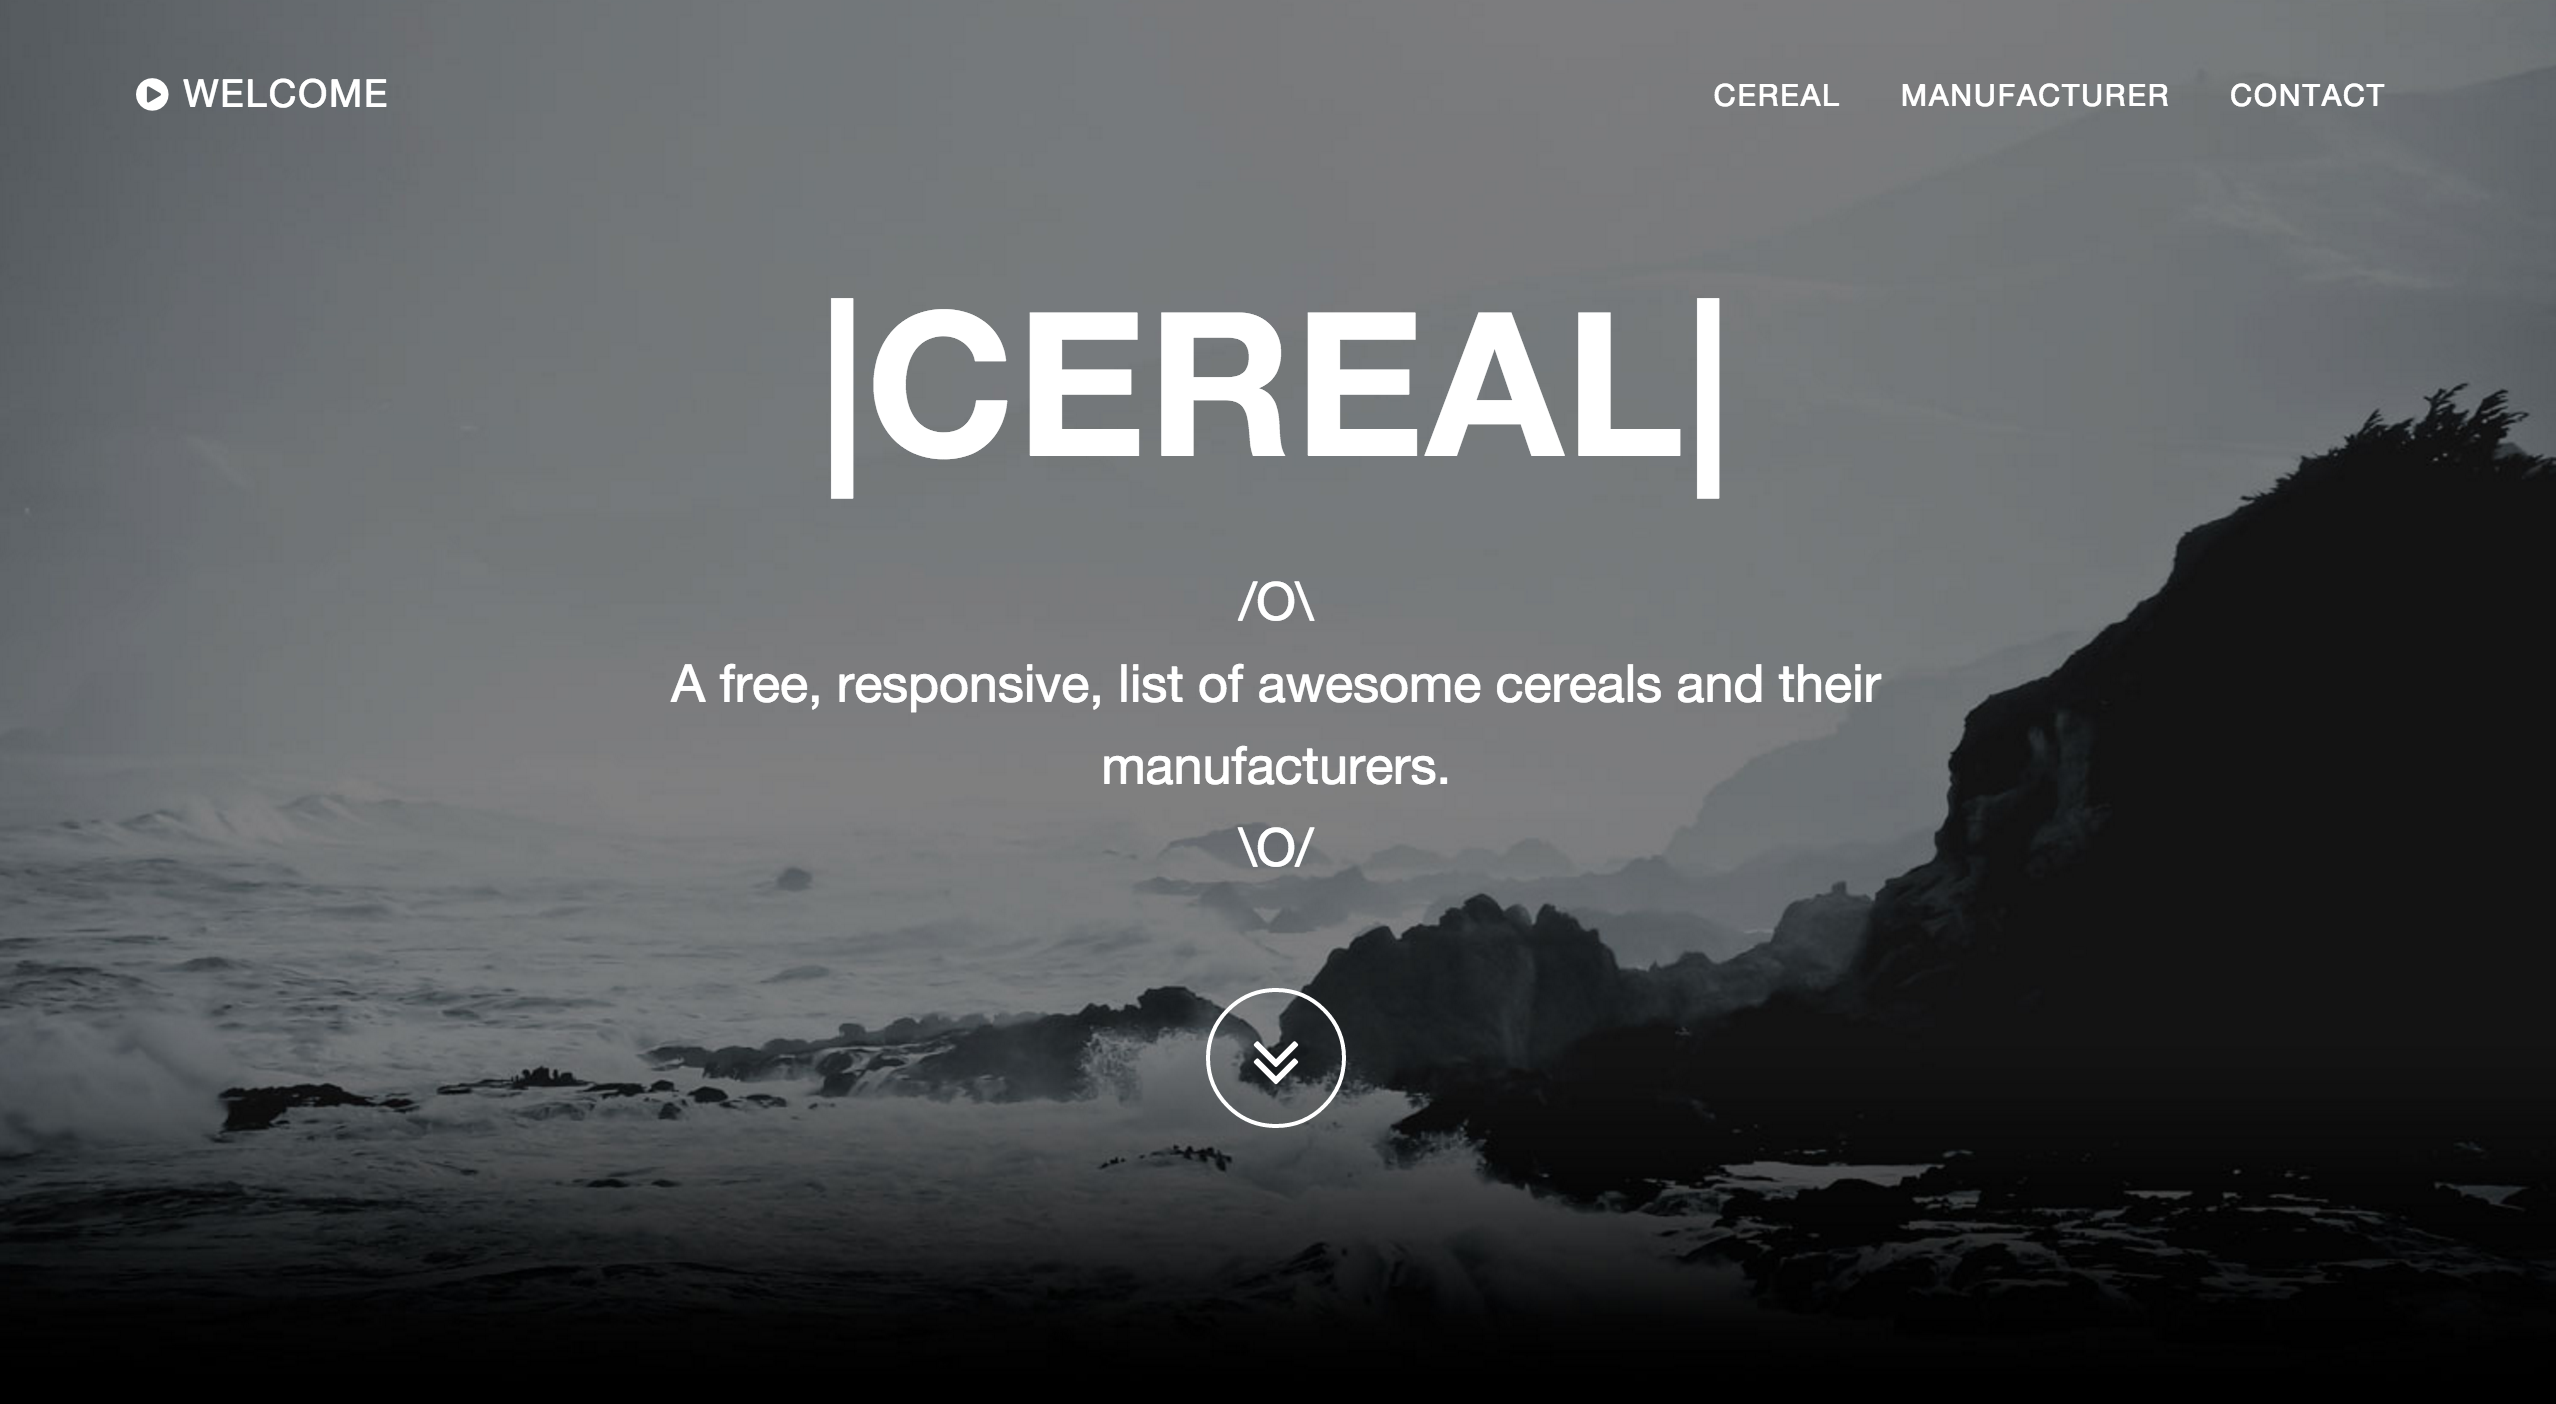 WELCOME
CEREAL
MANUFACTURER
CONTACT
|CEREAL|
/O\
A free, responsive, list of awesome cereals and their
manufacturers.
\O/